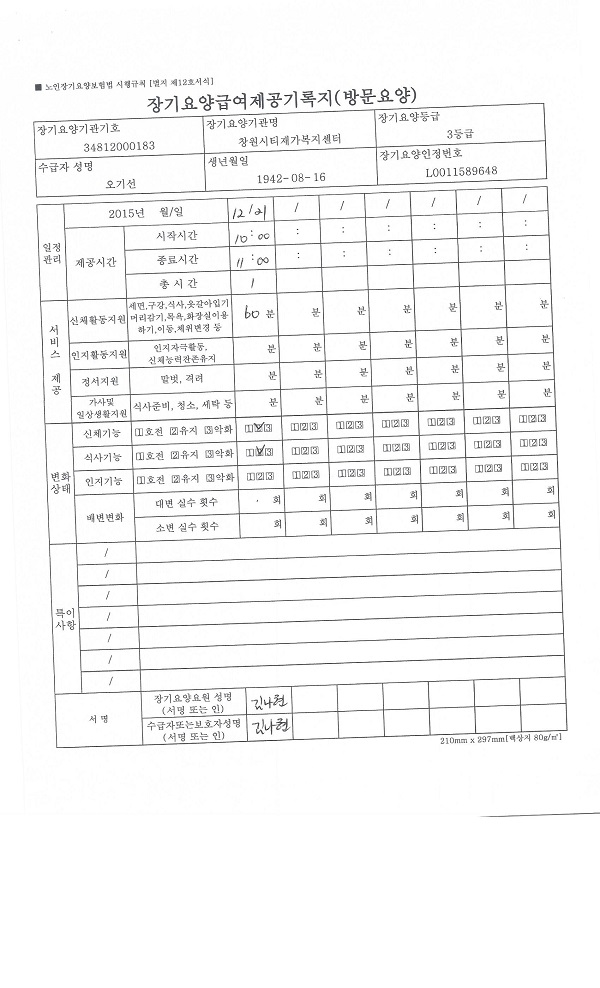 ■ 노인장기요양보험법 시행규칙 [별지 제12호서식]
장기요양급여제공기록지(방문요양)
장기요양기관기호 장기요양기관명 장기요양등급
34812000183 창원시티재가복지센터 3등급
수급자 성명 생년월일 장기요양인정번호
오기선 1942-08-16 L0011589648
일정관리 2015년 월/일 12/21 / / / / / /
제공시간 시작시간 10:00 : : : : : :
종료시간 11:00 : : : : : :
총 시 간 1
서비스 제공 신체활동지원 세면,구강,식사,옷갈아입기
머리감기,목욕,화장실이용 60 분 분 분 분 분 분 분
하기,이동,체위변경 등
인지활동지원 인지자극활동,
신체능력잔존유지 분 분 분 분 분 분 분
정서지원 말벗, 격려 분 분 분 분 분 분 분
가사및
일상생활지원 식사준비, 청소, 세탁 등 분 분 분 분 분 분 분
변화상태 신체기능 ①호전 ②유지 ③악화 ①②③ ①②③ ①②③ ①②③ ①②③ ①②③ ①②③
식사기능 ①호전 ②유지 ③악화 ①②③ ①②③ ①②③ ①②③ ①②③ ①②③ ①②③
인지기능 ①호전 ②유지 ③악화 ①②③ ①②③ ①②③ ①②③ ①②③ ①②③ ①②③
배변변화 대변 실수 횟수 회 회 회 회 회 회 회
소변 실수 횟수 회 회 회 회 회 회 회
특이사항 /
/
/
/
/
/
/
서 명 장기요양요원 성명
(서명 또는 인) 김나현
수급자또는보호자성명
(서명 또는 인) 김나현
210mm x 297mm[백상지 80g/㎡]